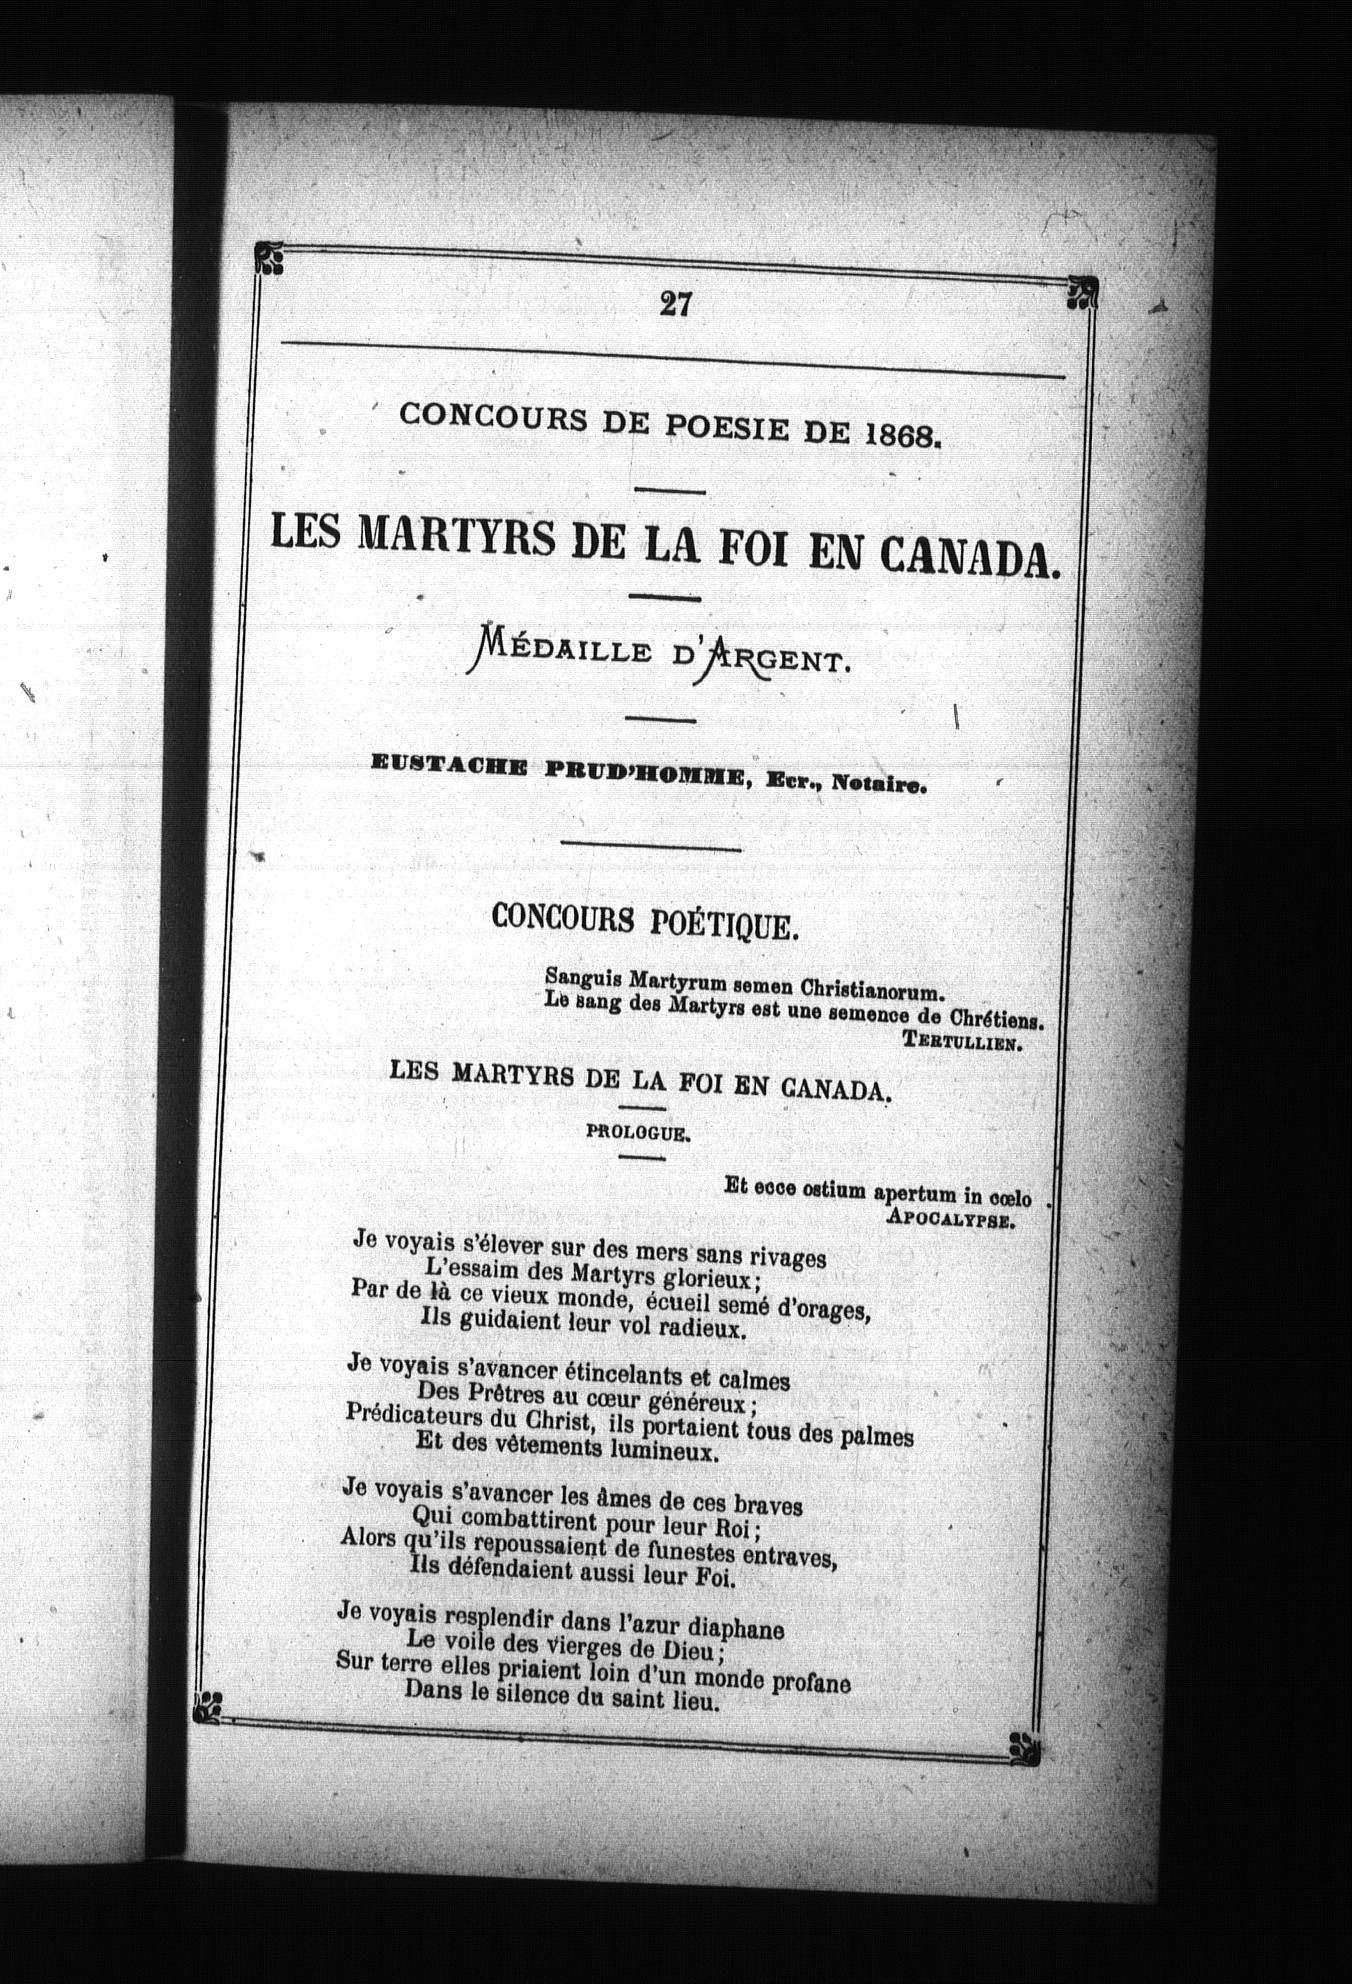 27
CONCOURS DE POESIE DE 1868.
LES MARTYRS DE LA FOI EN CANADA.
MÉDAILLE D'ARGENT.
EUSTACHE PRUD'HOMME, Ecr., Notaire.
CONCOURS POÉTIQUE.
Sanguis Martyrum semen Christianorum.
Le sang des Martyrs est une semence de Chrétiens.
TERTULLIEN.
LES MARTYRS DE LA FOI EN CANADA.
PROLOGUE.
Et ecce ostium apertum in cœlo .
APOCALYPSE.
Je voyais s'élever sur des mers sans rivages
L'essaim des Martyrs glorieux;
Par de là ce vieux monde, écueil semé d'orages,
Ils guidaient leur vol radieux.
Je voyais s'avancer étincelants et calmes
Des Prêtres au cœur généreux;
Prédicateurs du Christ, ils portaient tous des palmes
Et des vêtements lumineux.
Je voyais s'avancer les âmes de ces braves
Qui combattirent pour leur Roi;
Alors qu'ils repoussaient de funestes entraves,
Ils défendaient aussi leur Foi.
Je voyais resplendir dans l'azur diaphane
Le voile des Vierges de Dieu;
Sur terre elles priaient loin d'un monde profane
Dans le silence du saint lieu.